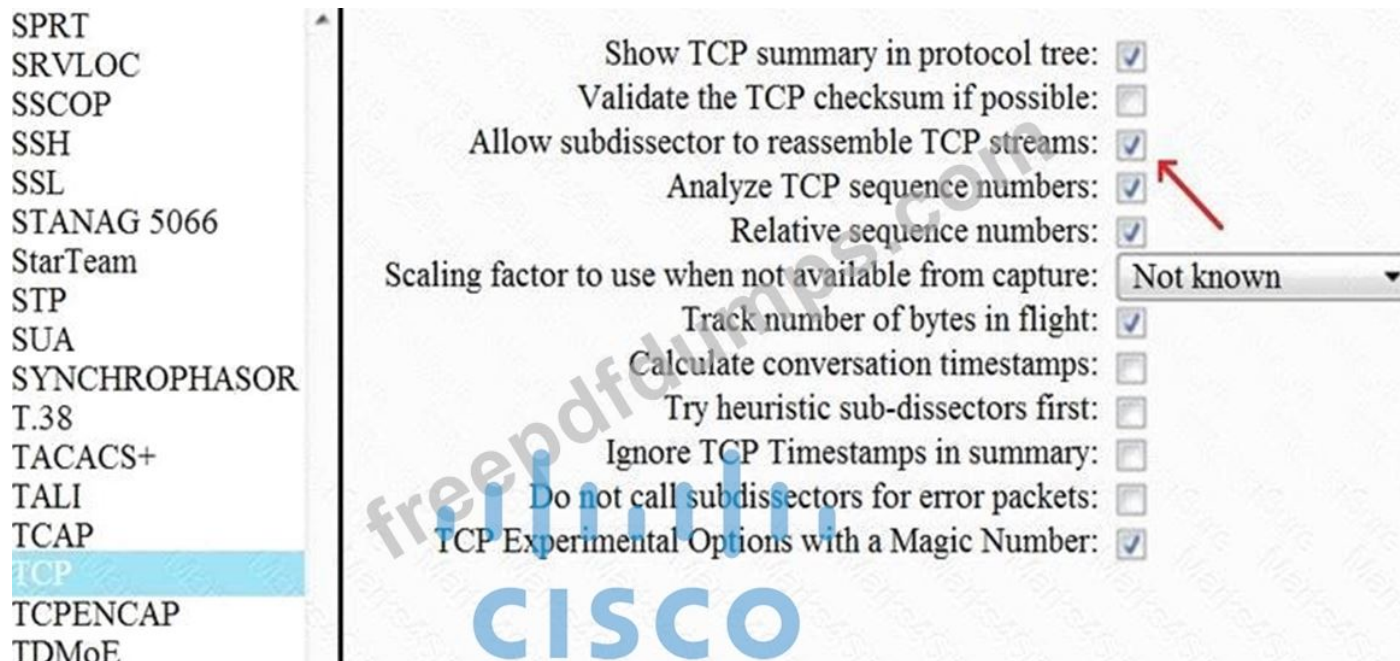 SPRT
SRVLOC
SSCOP
SSH
SSL
STANAG 5066
StarTeam
STP
SUA
SYNCHROPHASOR
T.38
TACACS+
TALI
TCAP
TCP
TCPENCAP
TDMoE
Show TCP summary in protocol tree:
Validate the TCP checksum if possible:
Allow subdissector to reassemble TCP streams:
Analyze TCP sequence numbers:
Relative sequence numbers:
Scaling factor to use when not available from capture: Not known
Track number of bytes in flight:
Calculate conversation timestamps:
Try heuristic sub-dissectors first:
Ignore TCP Timestamps in summary:
Do not call subdissectors for error packets:
TCP Experimental Options with a Magic Number:
freepdfdumps.com
CISCO